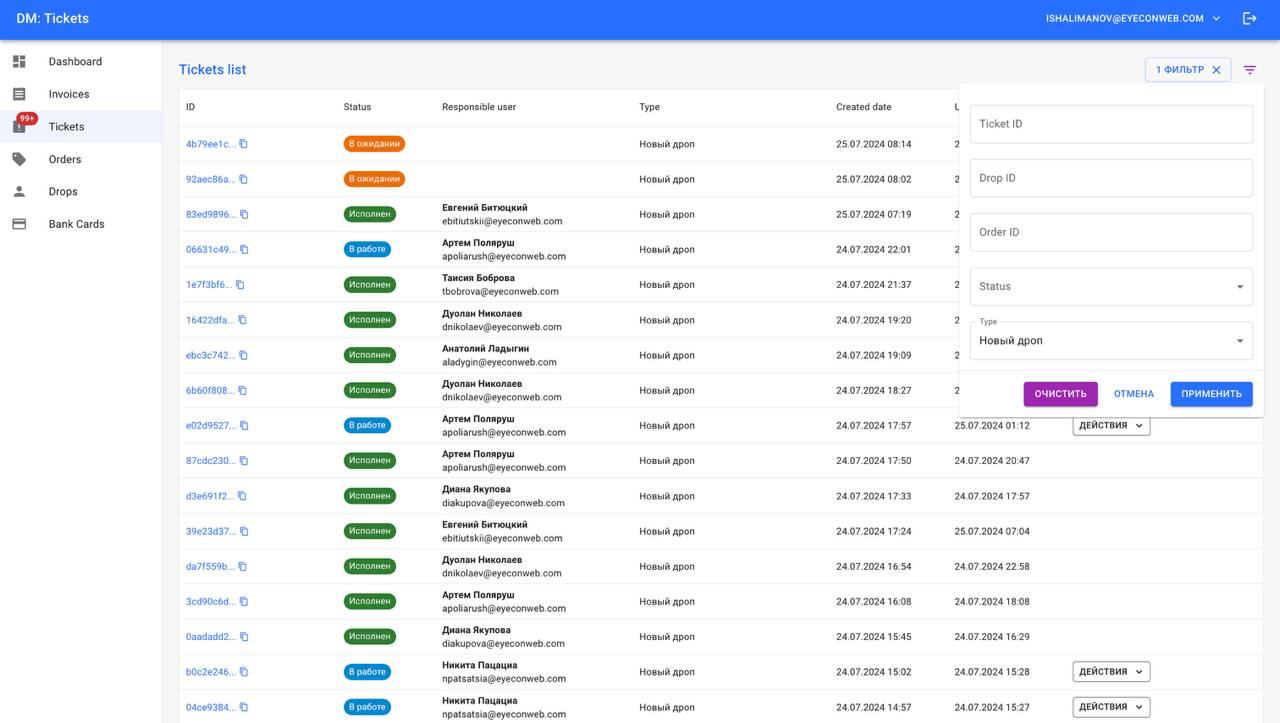 DM: Tickets
ISHALIMANOV@EYECONWEB.COM
Dashboard
Invoices
99+
Tickets
Orders
Drops
Bank Cards
Tickets list
1 ФИЛЬТР
ID Status Responsible user Type Created date U
4b79ee1c... В ожидании Новый дроп 25.07.2024 08:14 2
92aec86a... В ожидании Новый дроп 25.07.2024 08:02 2
83ed9896... Исполнен Евгений Битюцкий Новый дроп 25.07.2024 07:19 2
ebitiutskii@eyeconweb.com
06631c49... В работе Артем Поляруш Новый дроп 24.07.2024 22:01 2
apoliarush@eyeconweb.com
1e7f3bf6... Исполнен Таисия Боброва Новый дроп 24.07.2024 21:37 2
tbobrova@eyeconweb.com
16422dfa... Исполнен Дуолан Николаев Новый дроп 24.07.2024 19:20 2
dnikolaev@eyeconweb.com
ebc3c742... Исполнен Анатолий Ладыгин Новый дроп 24.07.2024 19:09 2
aladygin@eyeconweb.com
6b60f808... Исполнен Дуолан Николаев Новый дроп 24.07.2024 18:27 2
dnikolaev@eyeconweb.com
e02d9527... В работе Артем Поляруш Новый дроп 24.07.2024 17:57 25.07.2024 01:12 ДЕЙСТВИЯ
apoliarush@eyeconweb.com
87cdc230... Исполнен Артем Поляруш Новый дроп 24.07.2024 17:50 24.07.2024 20:47
apoliarush@eyeconweb.com
d3e691f2... Исполнен Диана Якупова Новый дроп 24.07.2024 17:33 24.07.2024 17:57
diakupova@eyeconweb.com
39e23d37... Исполнен Евгений Битюцкий Новый дроп 24.07.2024 17:24 25.07.2024 07:04
ebitiutskii@eyeconweb.com
da7f559b... Исполнен Дуолан Николаев Новый дроп 24.07.2024 16:54 24.07.2024 22:58
dnikolaev@eyeconweb.com
3cd90c6d... Исполнен Артем Поляруш Новый дроп 24.07.2024 16:08 24.07.2024 18:08
apoliarush@eyeconweb.com
0aadadd2... Исполнен Диана Якупова Новый дроп 24.07.2024 15:45 24.07.2024 16:29
diakupova@eyeconweb.com
b0c2e246... В работе Никита Пацациа Новый дроп 24.07.2024 15:02 24.07.2024 15:28 ДЕЙСТВИЯ
npatsatsia@eyeconweb.com
04ce9384... В работе Никита Пацациа Новый дроп 24.07.2024 14:57 24.07.2024 15:27 ДЕЙСТВИЯ
npatsatsia@eyeconweb.com
Ticket ID
Drop ID
Order ID
Status
Type
Новый дроп
ОЧИСТИТЬ ОТМЕНА ПРИМЕНИТЬ